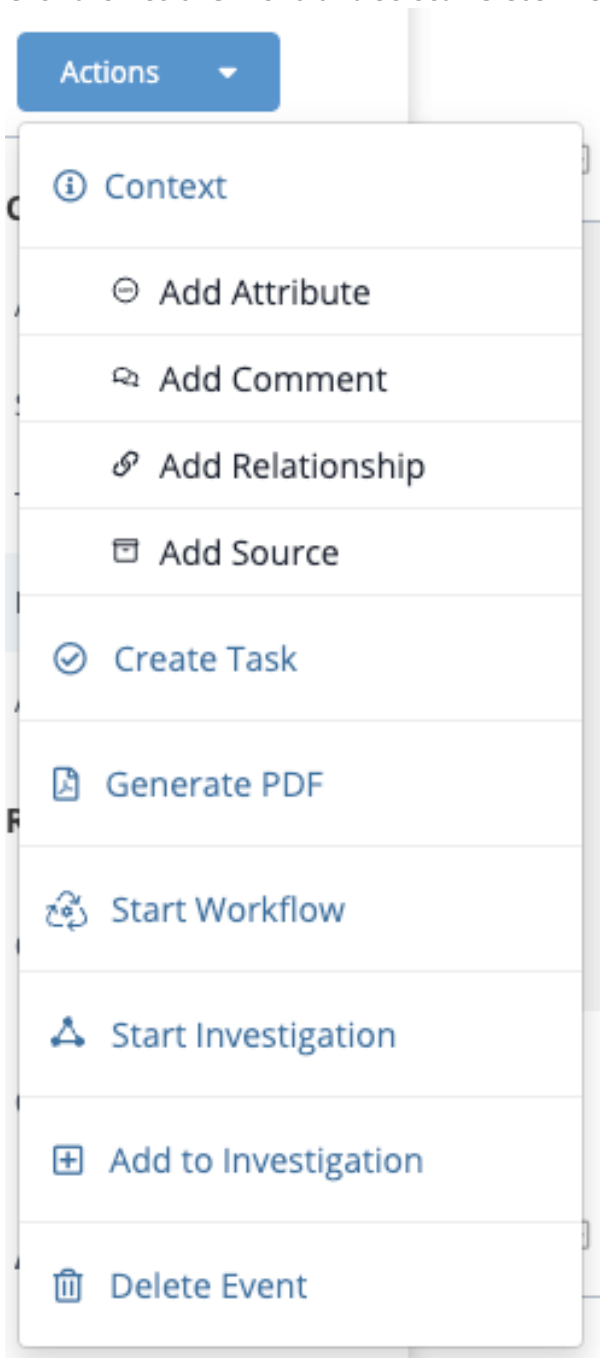 Actions
Context
Add Attribute
Add Comment
Add Relationship
Add Source
Create Task
Generate PDF
Start Workflow
Start Investigation
Add to Investigation
Delete Event